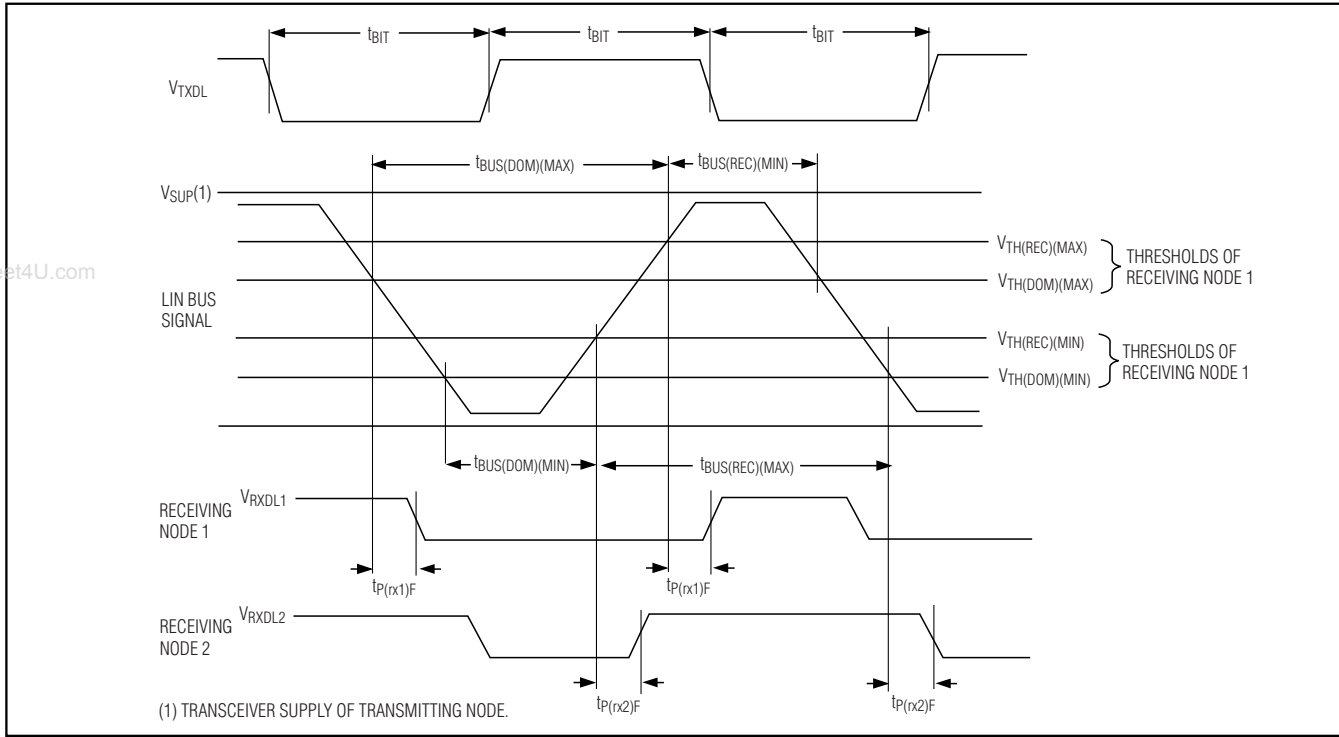 tBIT
tBIT
tBIT
VTXDL
tBUS(DOM)(MAX)
tBUS(REC)(MIN)
VSUP(1)
VTH(REC)(MAX)
THRESHOLDS OF
RECEIVING NODE 1
VTH(DOM)(MAX)
eet4U.com
LIN BUS
SIGNAL
VTH(REC)(MIN)
THRESHOLDS OF
RECEIVING NODE 1
VTH(DOM)(MIN)
tBUS(DOM)(MIN)
tBUS(REC)(MAX)
VRXDL1
RECEIVING
NODE 1
tP(rx1)F
tP(rx1)F
VRXDL2
RECEIVING
NODE 2
tP(rx2)F
tP(rx2)F
(1) TRANSCEIVER SUPPLY OF TRANSMITTING NODE.